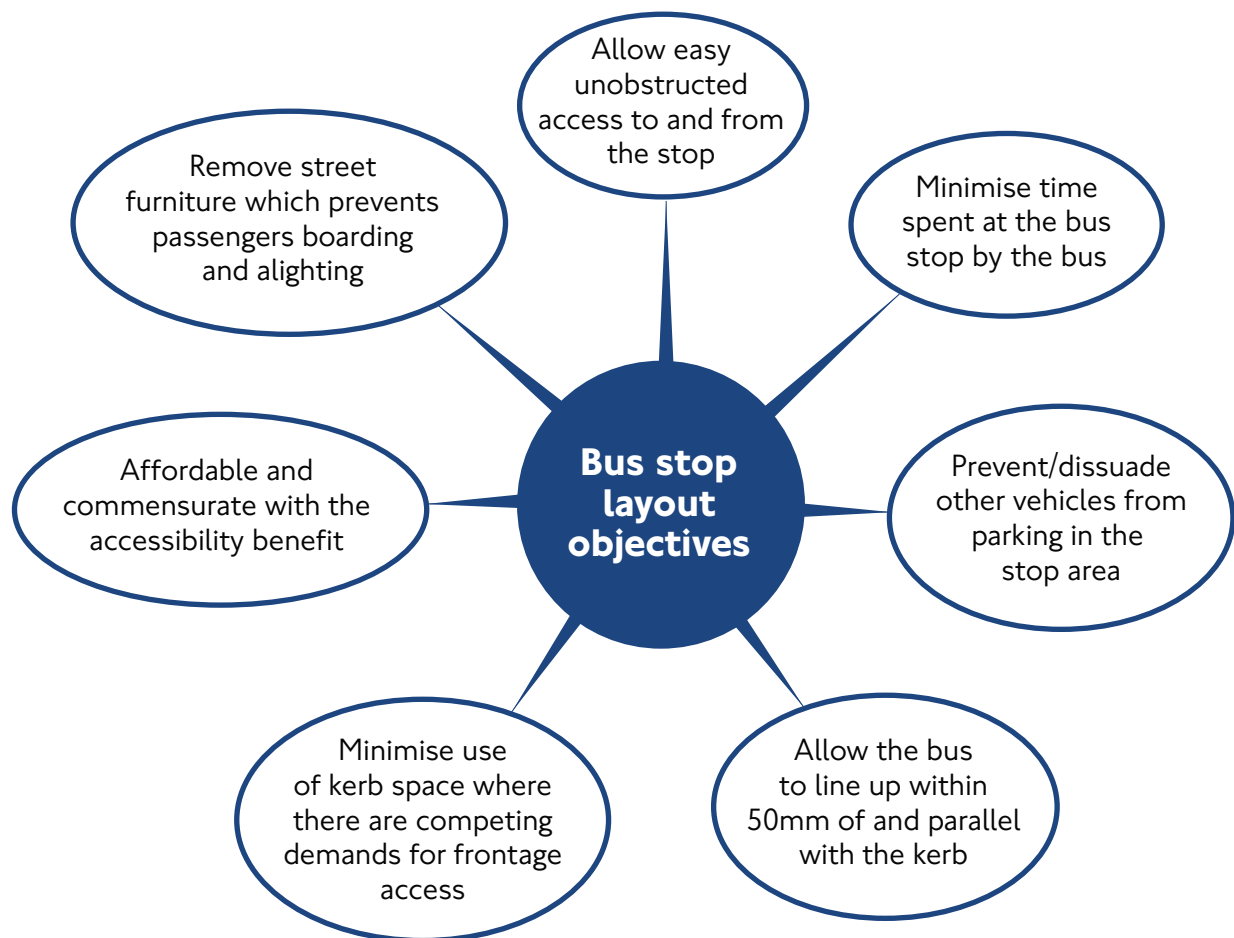 Allow easy
unobstructed
access to and from
the stop
Minimise time
spent at the bus
stop by the bus
Prevent/dissuade
other vehicles from
parking in the
stop area
Allow the bus
to line up within
50mm of and parallel
with the kerb
Minimise use
of kerb space where
there are competing
demands for frontage
access
Affordable and
commensurate with the
accessibility benefit
Remove street
furniture which prevents
passengers boarding
and alighting
Bus stop
layout
objectives